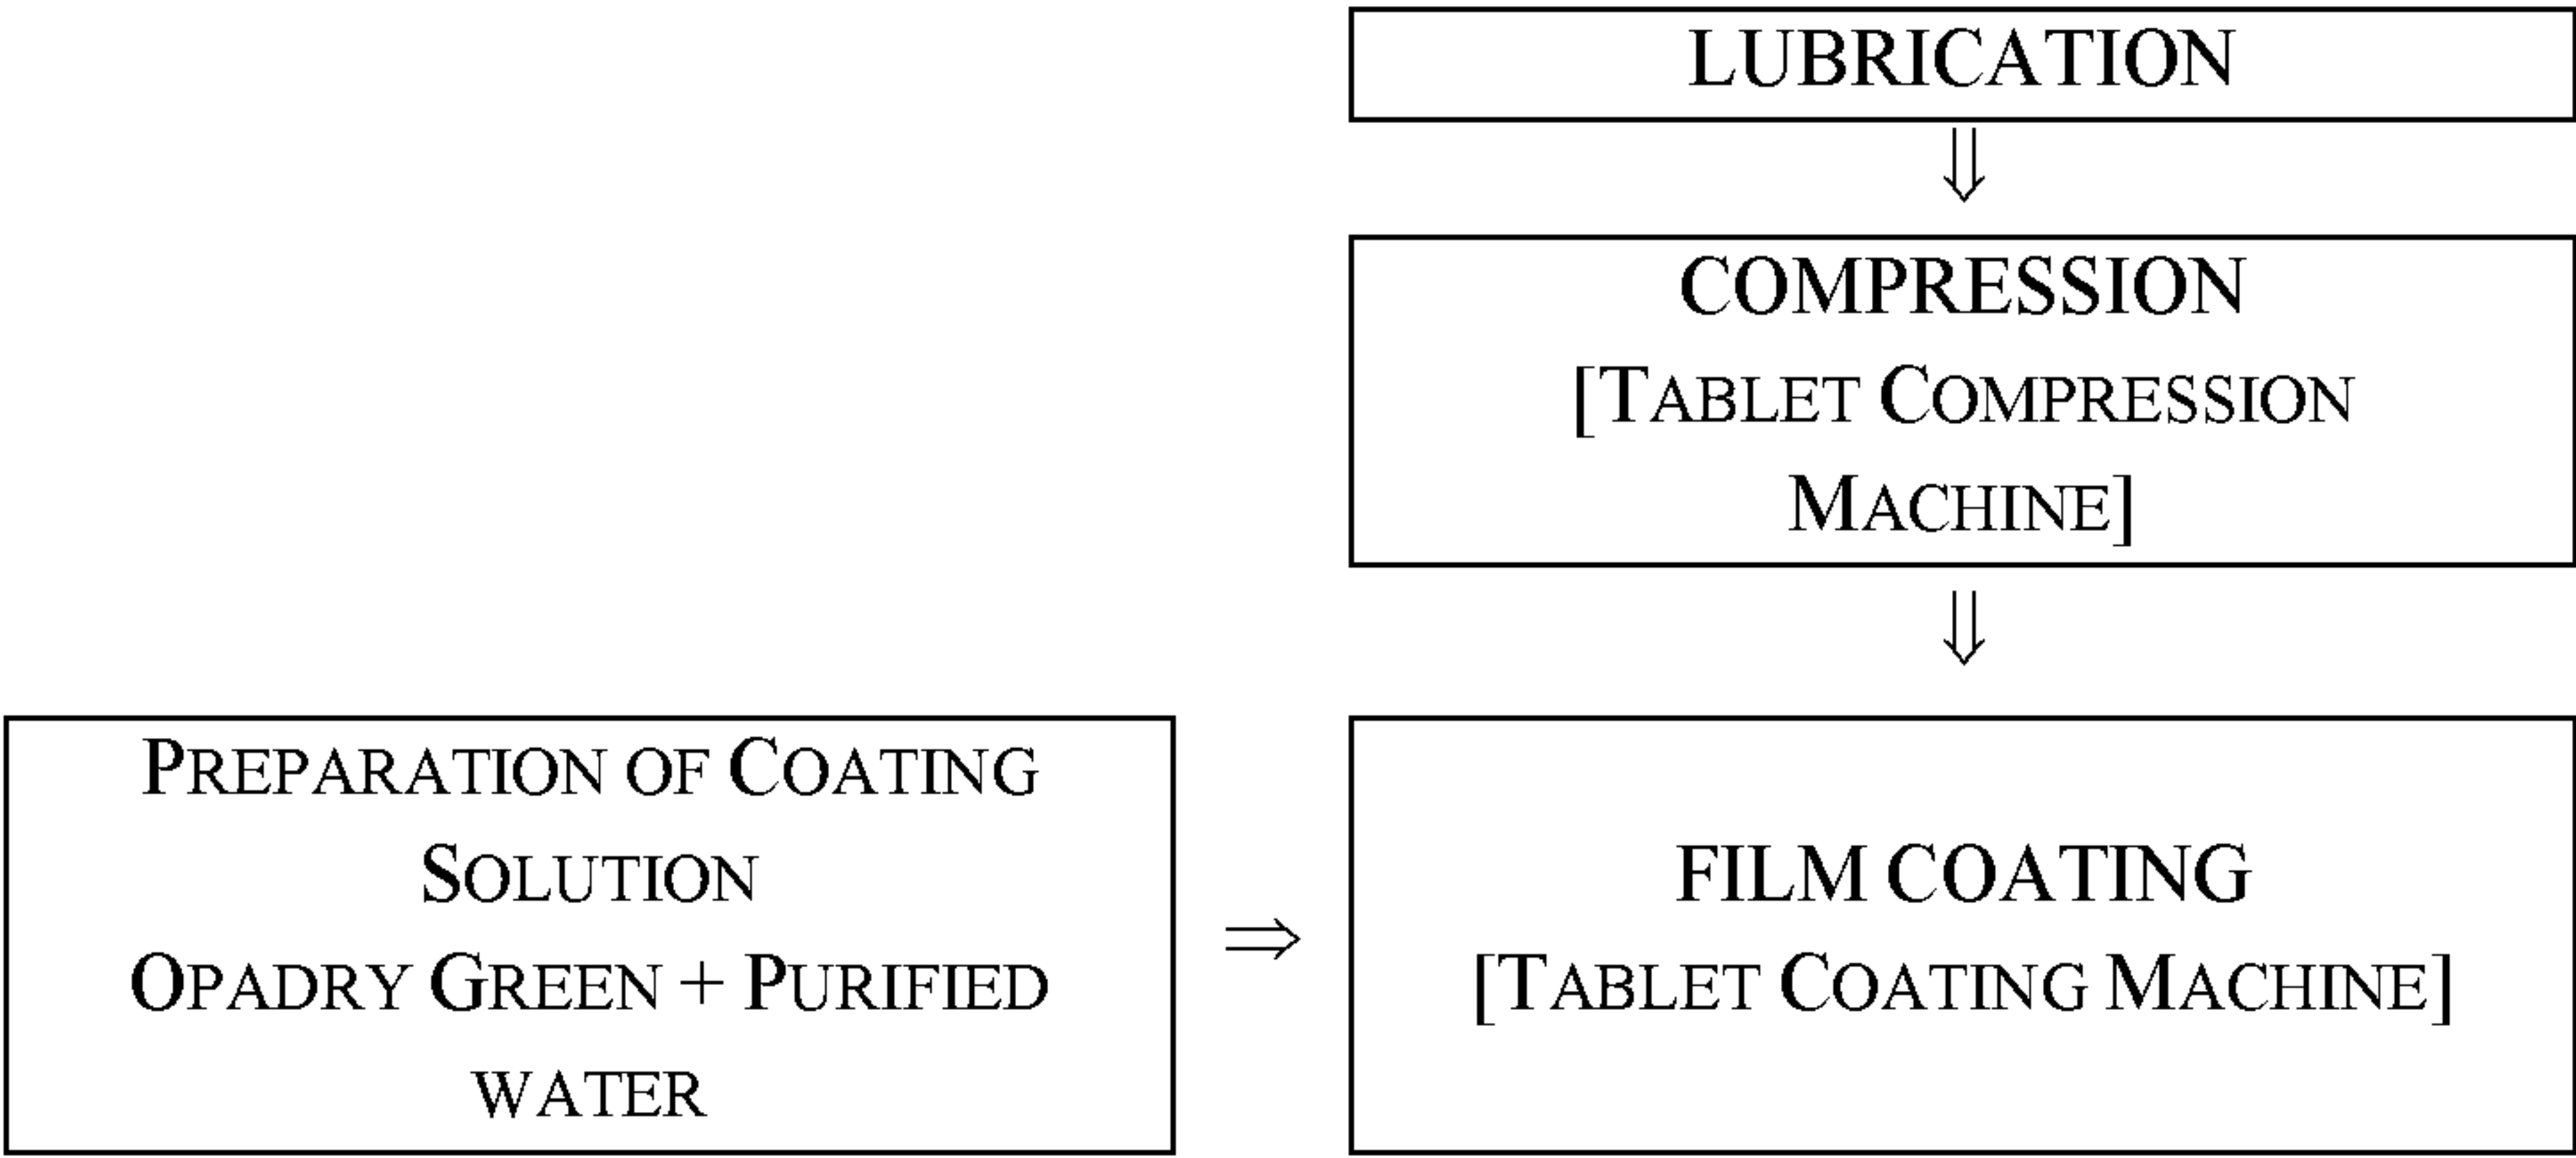 LUBRICATION
⇓
COMPRESSION
[TABLET COMPRESSION
MACHINE]
⇓
PREPARATION OF COATING
SOLUTION
OPADRY GREEN + PURIFIED
WATER
⇒
FILM COATING
[TABLET COATING MACHINE]